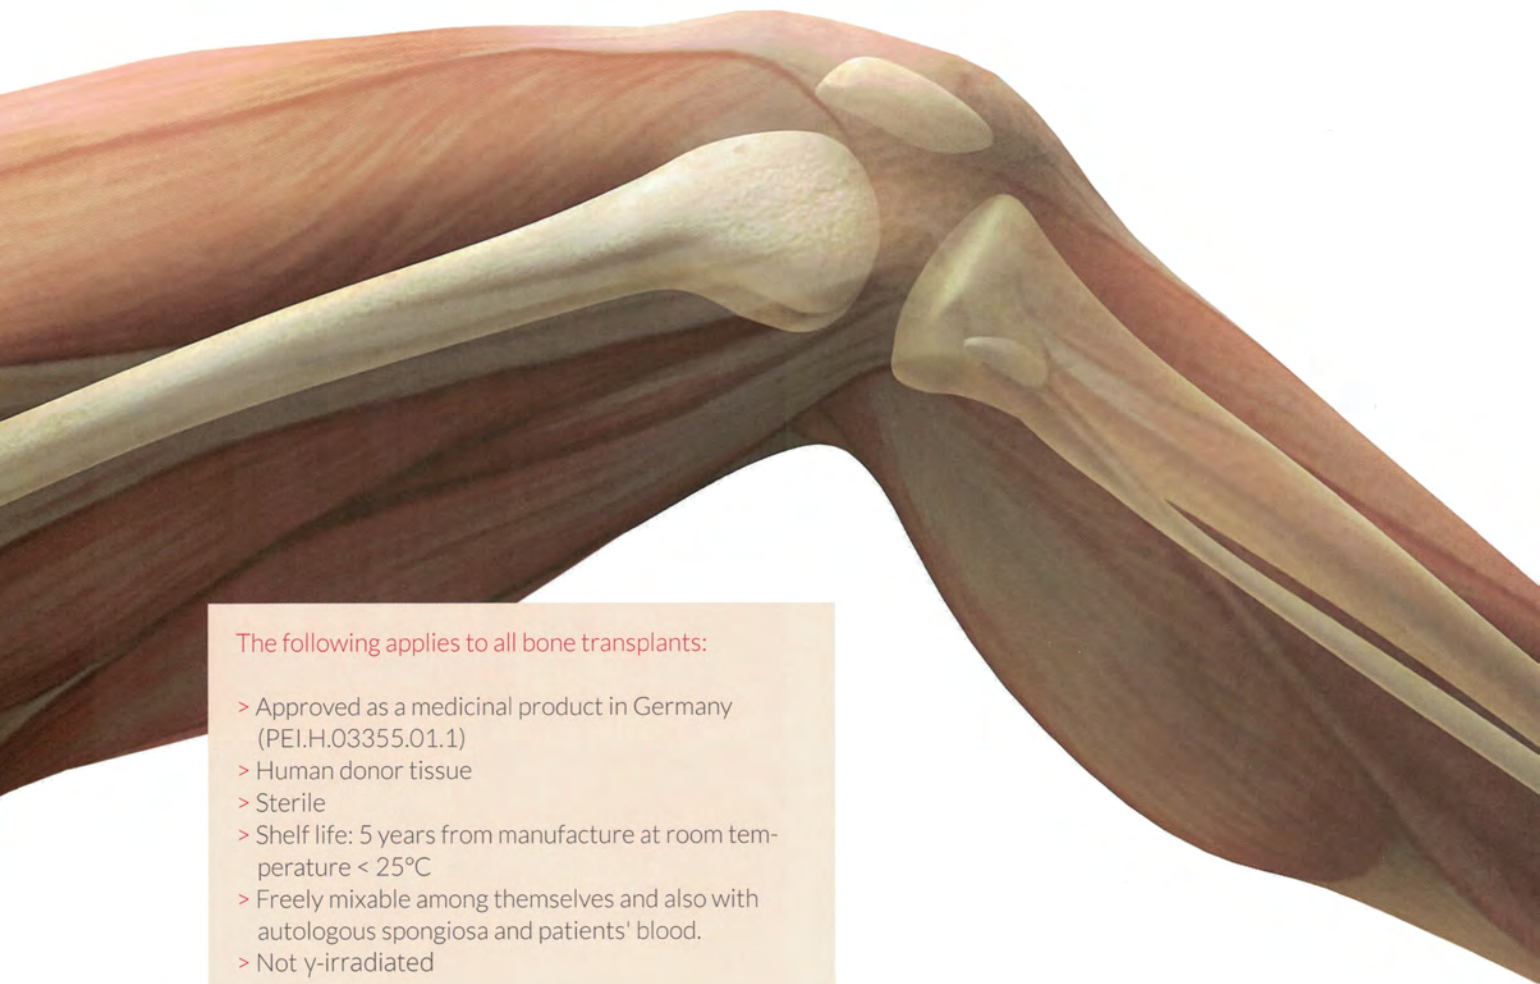 The following applies to all bone transplants:
> Approved as a medicinal product in Germany
(PEI.H.03355.01.1)
> Human donor tissue
> Sterile
> Shelf life: 5 years from manufacture at room tem-
perature < 25°C
> Freely mixable among themselves and also with
autologous spongiosa and patients' blood.
> Not y-irradiated